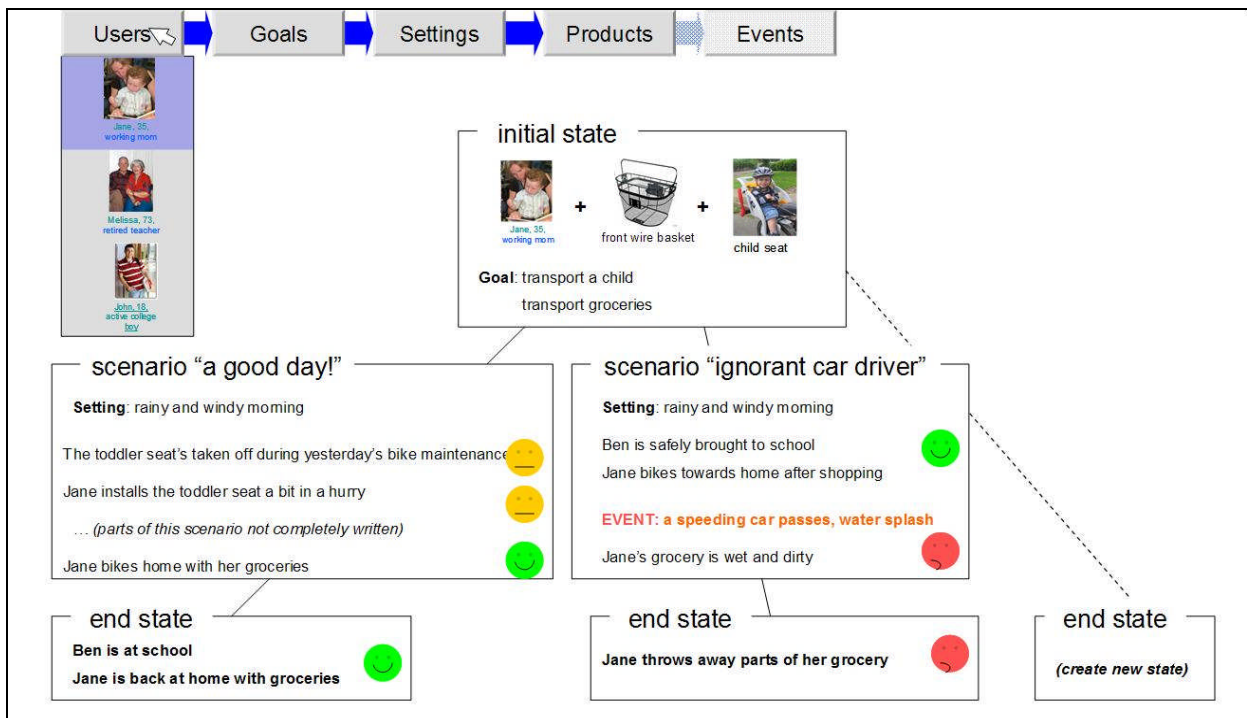 Users
Goals
Settings
Products
Events
Jane, 35,
working mom
Melissa, 73,
retired teacher
John, 18,
active college
boy
initial state
Jane, 35,
working mom
+
front wire basket
+
child seat
Goal: transport a child
transport groceries
scenario “a good day!”
Setting: rainy and windy morning
The toddler seat’s taken off during yesterday’s bike maintenance
Jane installs the toddler seat a bit in a hurry
… (parts of this scenario not completely written)
Jane bikes home with her groceries
scenario “ignorant car driver”
Setting: rainy and windy morning
Ben is safely brought to school
Jane bikes towards home after shopping
EVENT: a speeding car passes, water splash
Jane’s grocery is wet and dirty
end state
Ben is at school
Jane is back at home with groceries
end state
Jane throws away parts of her grocery
end state
(create new state)